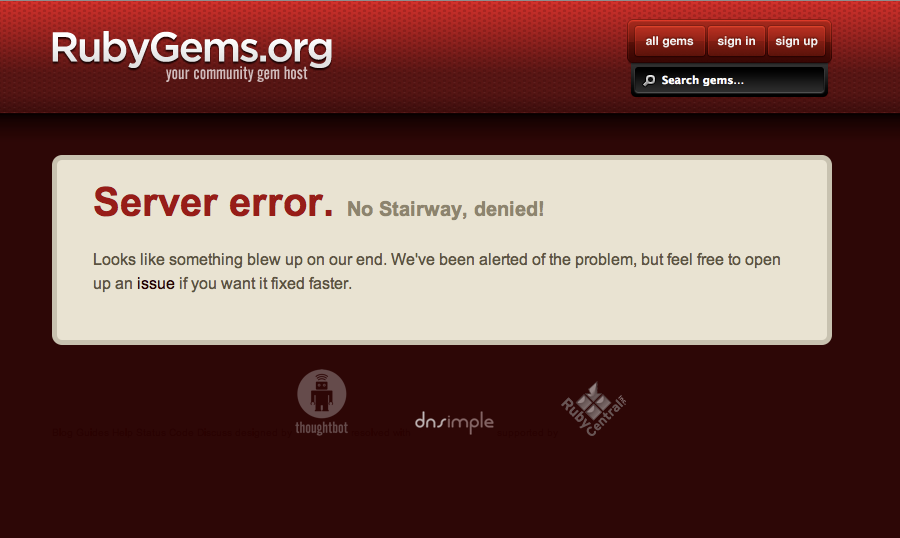 RubyGems.org
your community gem host
all gems sign in sign up
Search gems...
Server error. No Stairway, denied!
Looks like something blew up on our end. We've been alerted of the problem, but feel free to open
up an issue if you want it fixed faster.
thoughtbot
dnsimple
RubyCentral